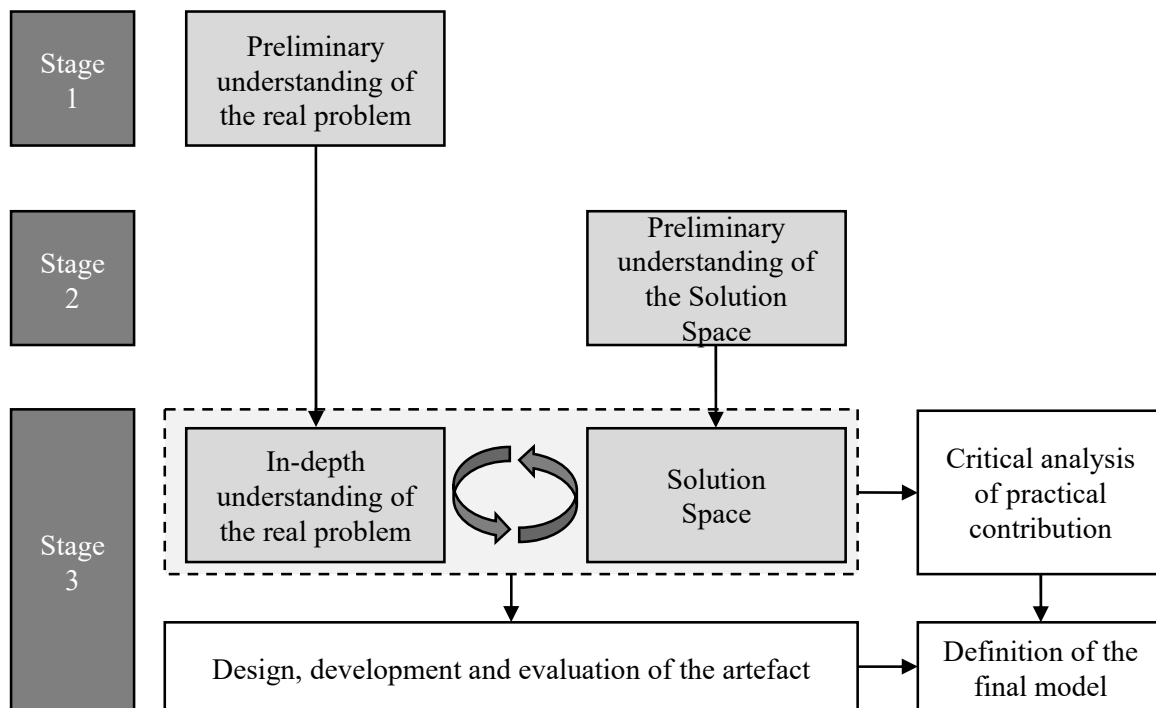 Stage
1
Preliminary
understanding of
the real problem
Stage
2
Preliminary
understanding of
the Solution
Space
Stage
3
In-depth
understanding of
the real problem
Solution
Space
Critical analysis
of practical
contribution
Design, development and evaluation of the artefact
Definition of the
final model